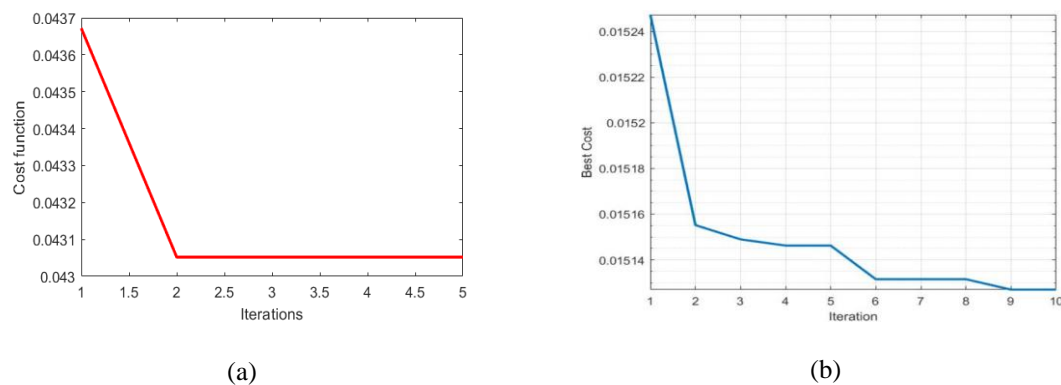 0.0437
0.0436
0.0435
0.0434
0.0433
0.0432
0.0431
0.043
Cost function
1 1.5 2 2.5 3 3.5 4 4.5 5
Iterations
(a)
0.01524
0.01522
0.0152
0.01518
0.01516
0.01514
Best Cost
1 2 3 4 5 6 7 8 9 10
Iteration
(b)